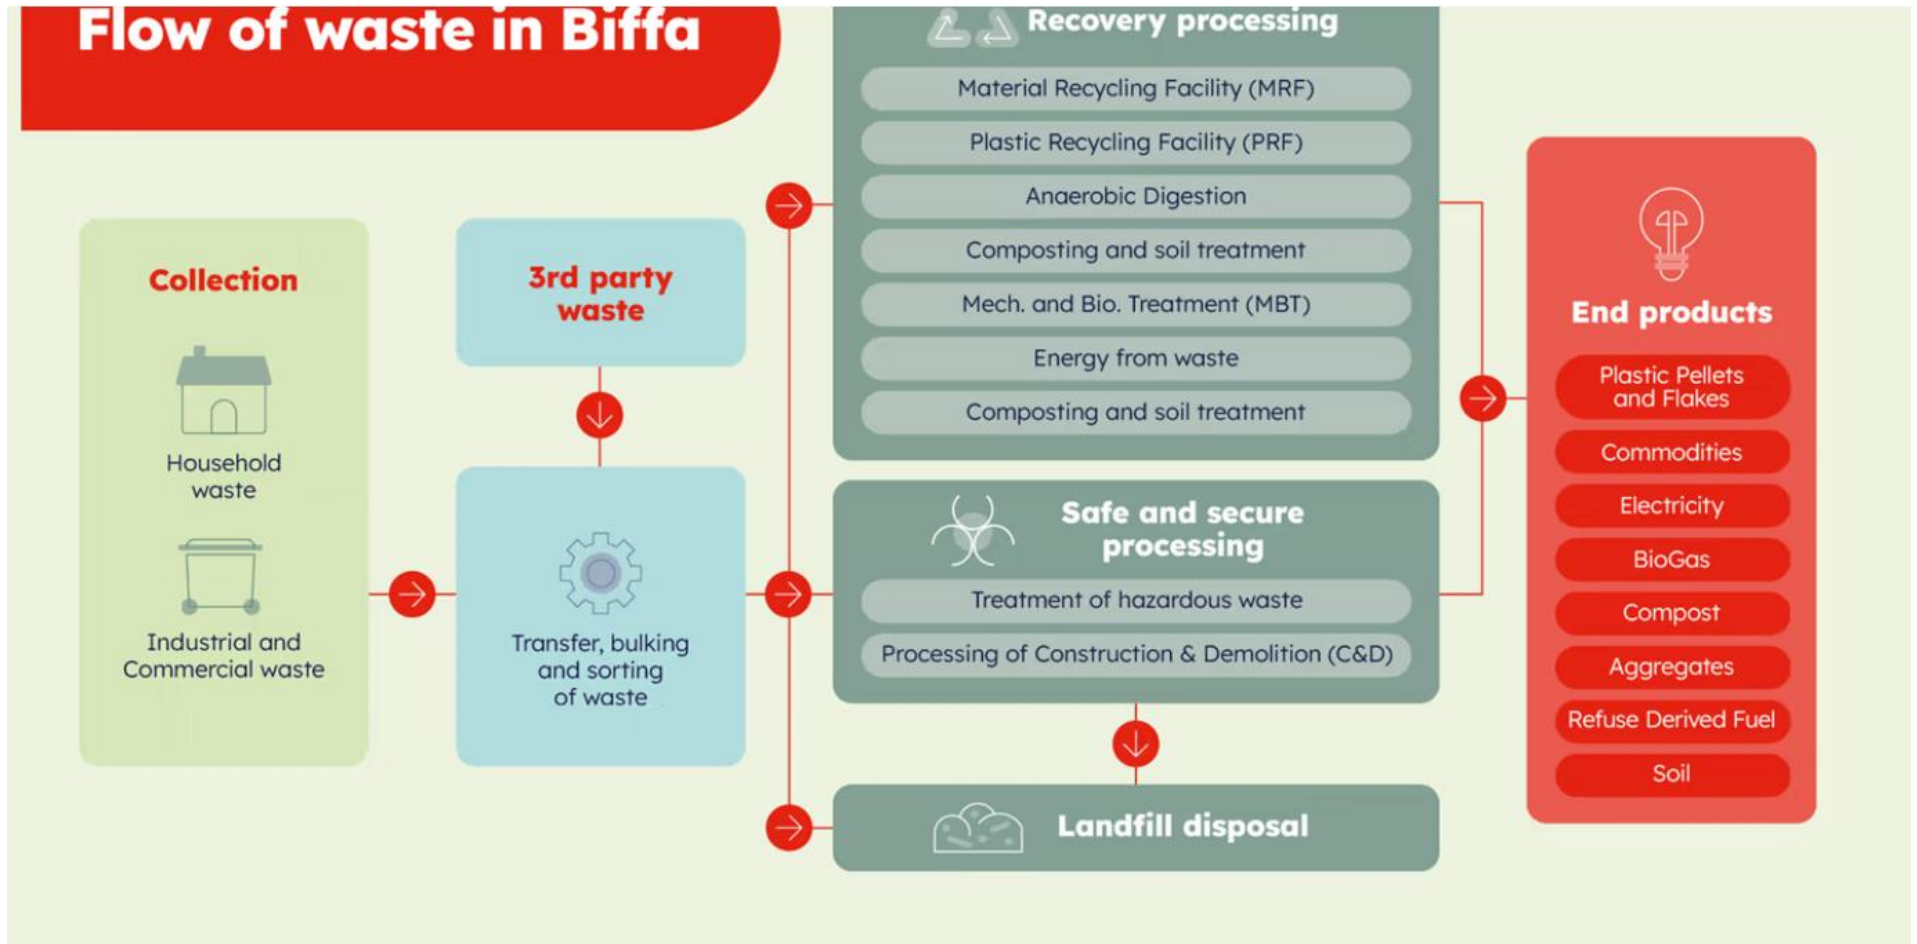 Flow of waste in Biffa
Collection
Household
waste
Industrial and
Commercial waste
3rd party
waste
Transfer, bulking
and sorting
of waste
Recovery processing
Material Recycling Facility (MRF)
Plastic Recycling Facility (PRF)
Anaerobic Digestion
Composting and soil treatment
Mech. and Bio. Treatment (MBT)
Energy from waste
Composting and soil treatment
Safe and secure
processing
Treatment of hazardous waste
Processing of Construction & Demolition (C&D)
Landfill disposal
End products
Plastic Pellets
and Flakes
Commodities
Electricity
BioGas
Compost
Aggregates
Refuse Derived Fuel
Soil